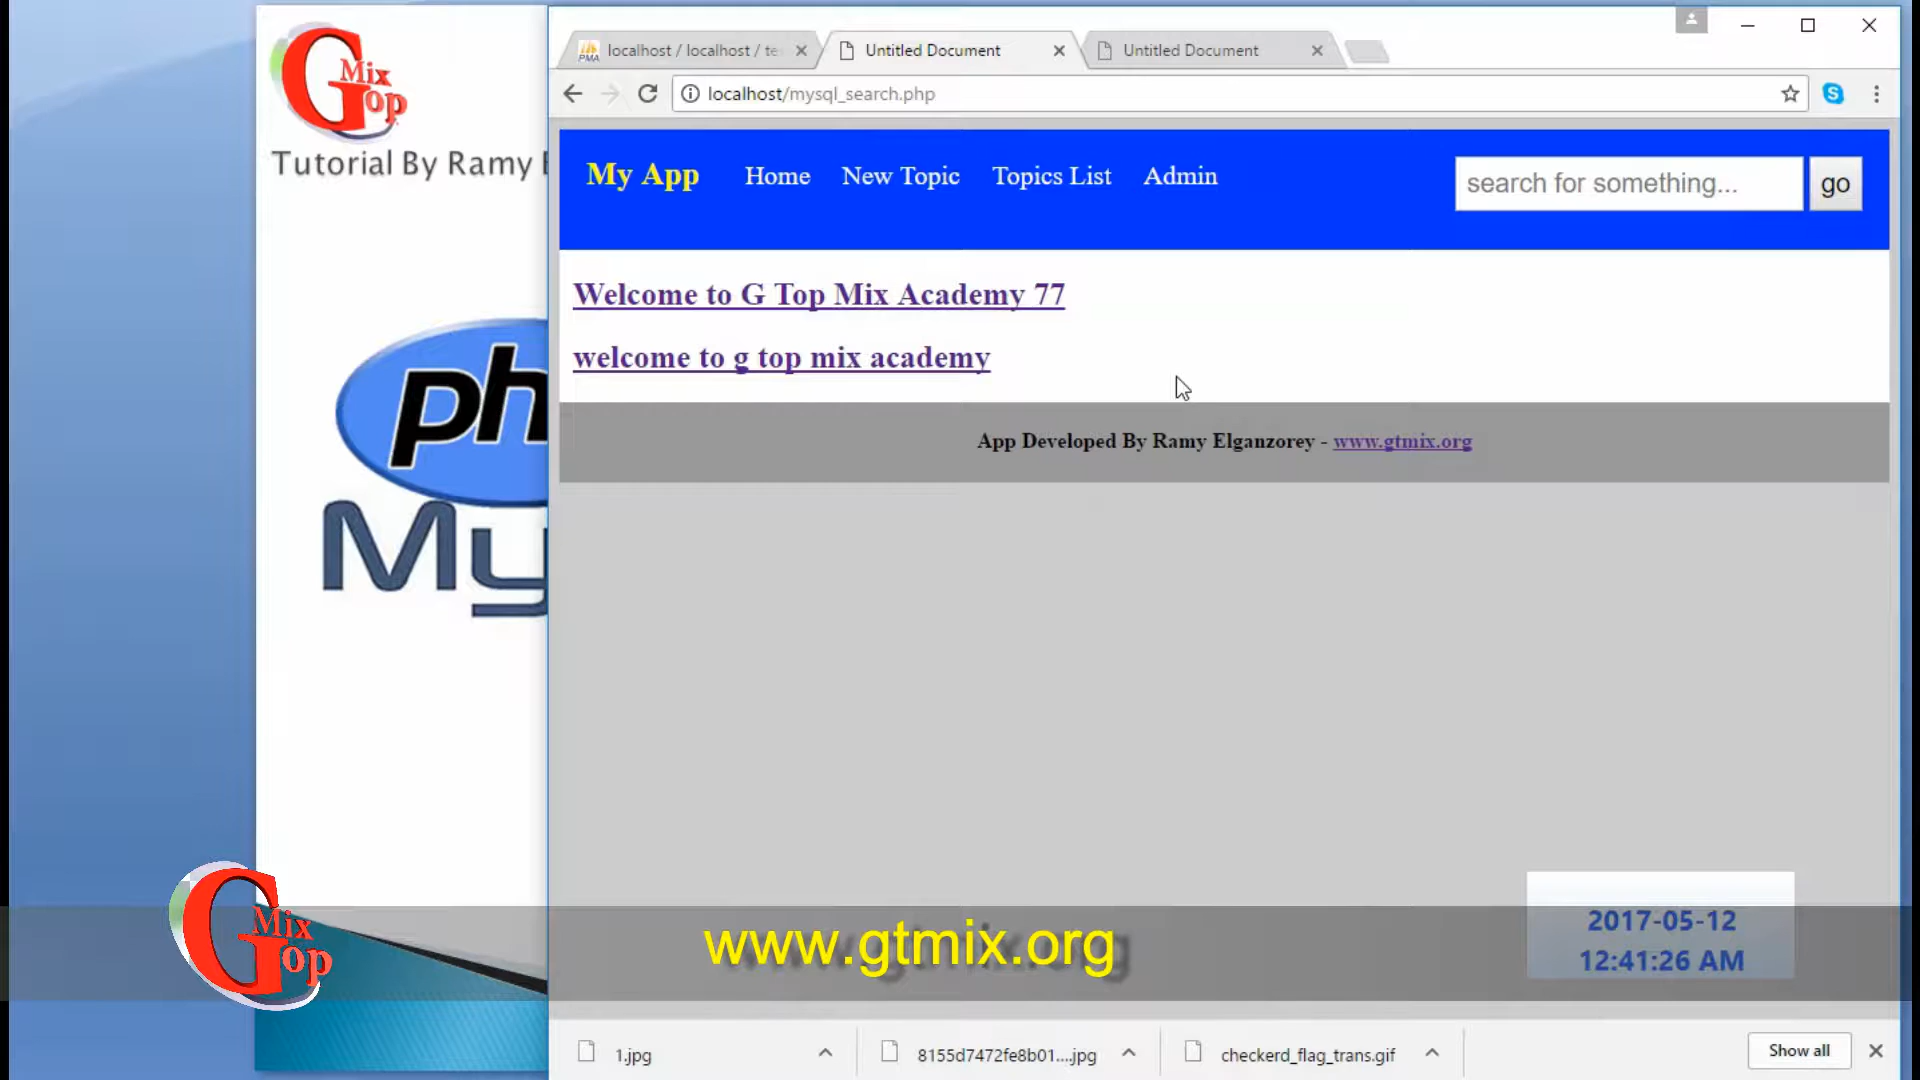 G Mix Top
Tutorial By Ramy E
ph
My
localhost / localhost / te
Untitled Document
Untitled Document
localhost/mysql_search.php
My App
Home
New Topic
Topics List
Admin
search for something...
go
Welcome to G Top Mix Academy 77
welcome to g top mix academy
App Developed By Ramy Elganzorey - www.gtmix.org
G Mix Top
www.gtmix.org
2017-05-12
12:41:26 AM
1.jpg
8155d7472fe8b01....jpg
checkerd_flag_trans.gif
Show all